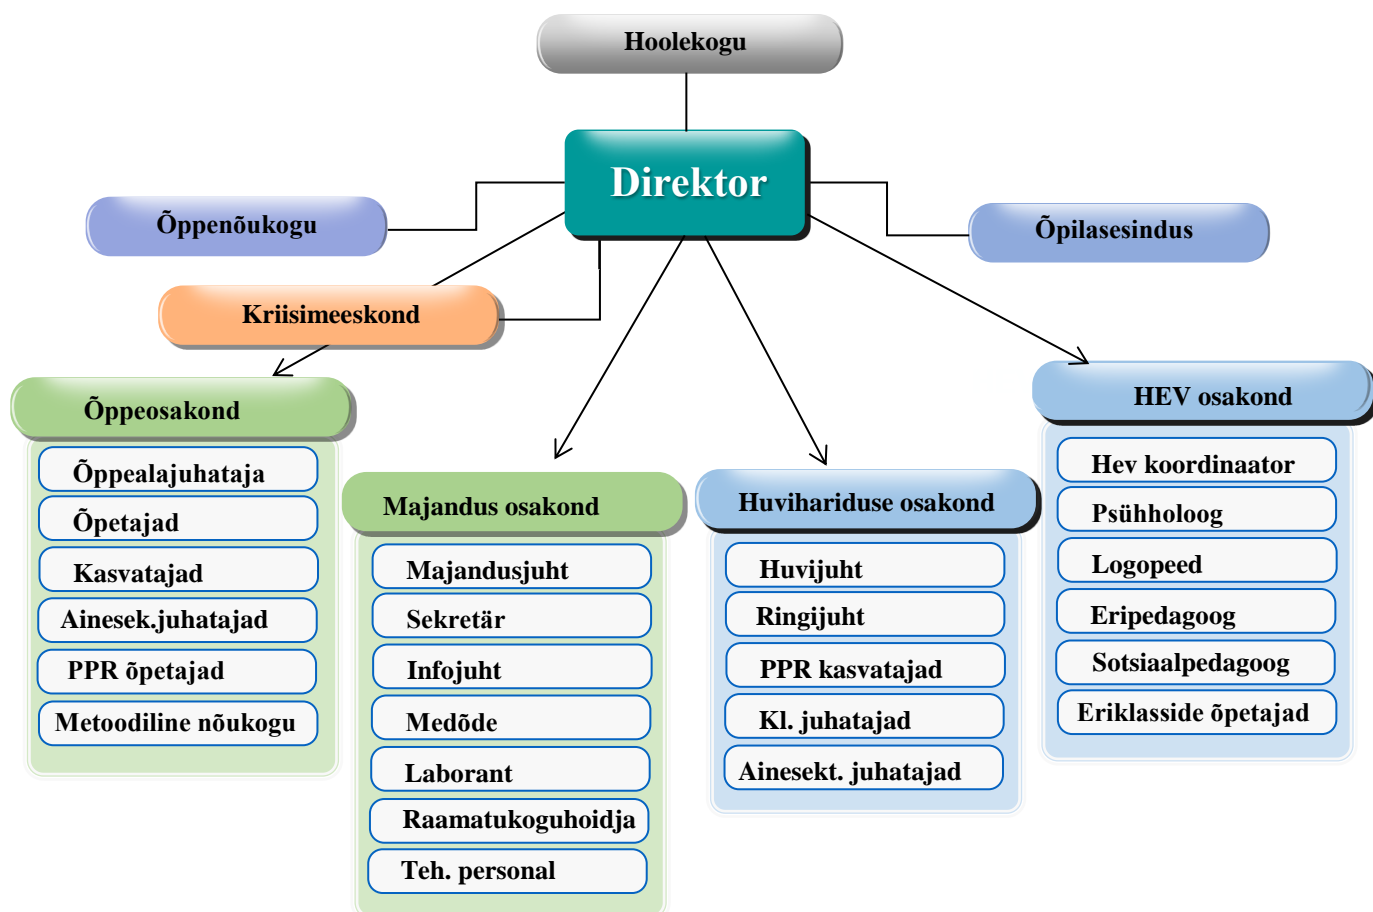 Hoolekogu
Direktor
Õppenõukogu
Õpilasesindus
Kriisimeeskond
Õppeosakond
Õppealajuhataja
Õpetajad
Kasvatajad
Ainesek.juhatajad
PPR õpetajad
Metoodiline nõukogu
Majandus osakond
Majandusjuht
Sekretär
Infojuht
Medõde
Laborant
Raamatukoguhoidja
Teh. personal
Huvihariduse osakond
Huvijuht
Ringijuht
PPR kasvatajad
Kl. juhatajad
Ainesekt. juhatajad
HEV osakond
Hev koordinaator
Psühholoog
Logopeed
Eripedagoog
Sotsiaalpedagoog
Eriklasside õpetajad